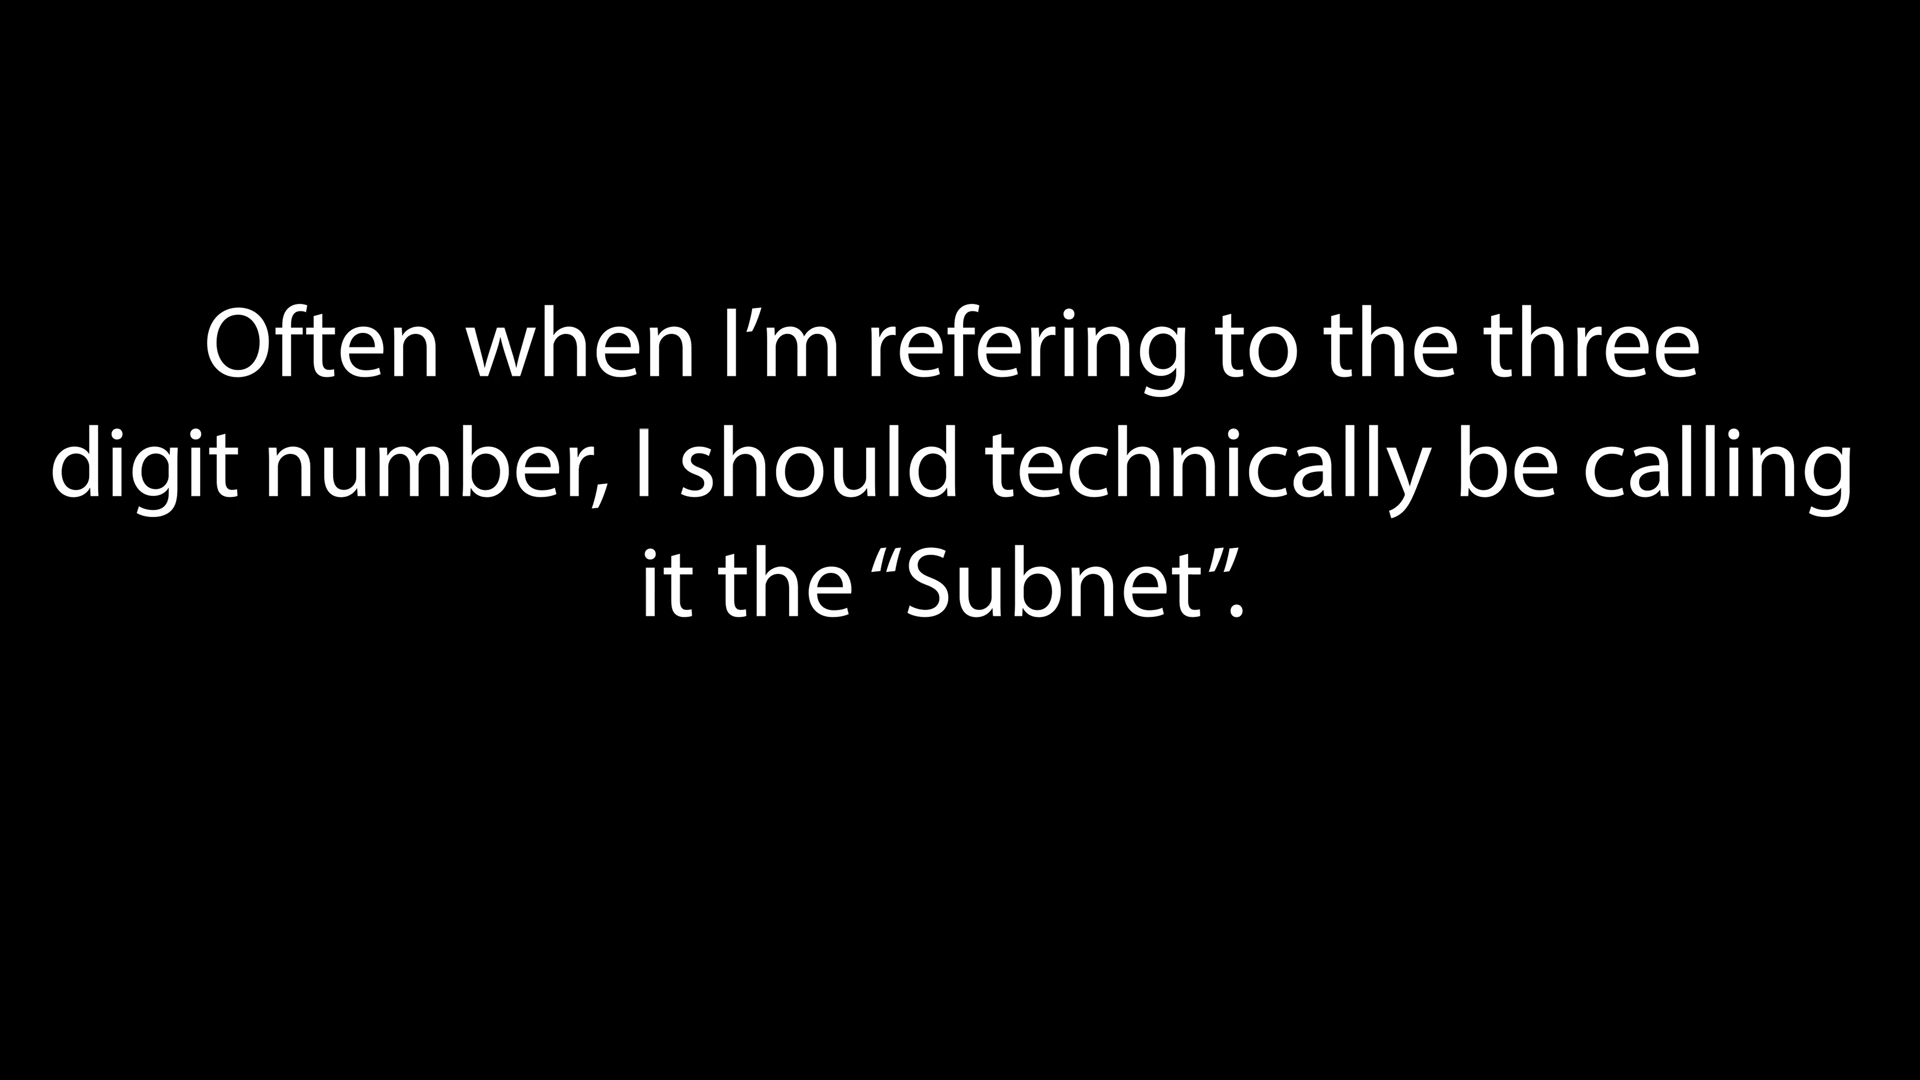 Often when I’m refering to the three
digit number, I should technically be calling
it the “Subnet”.